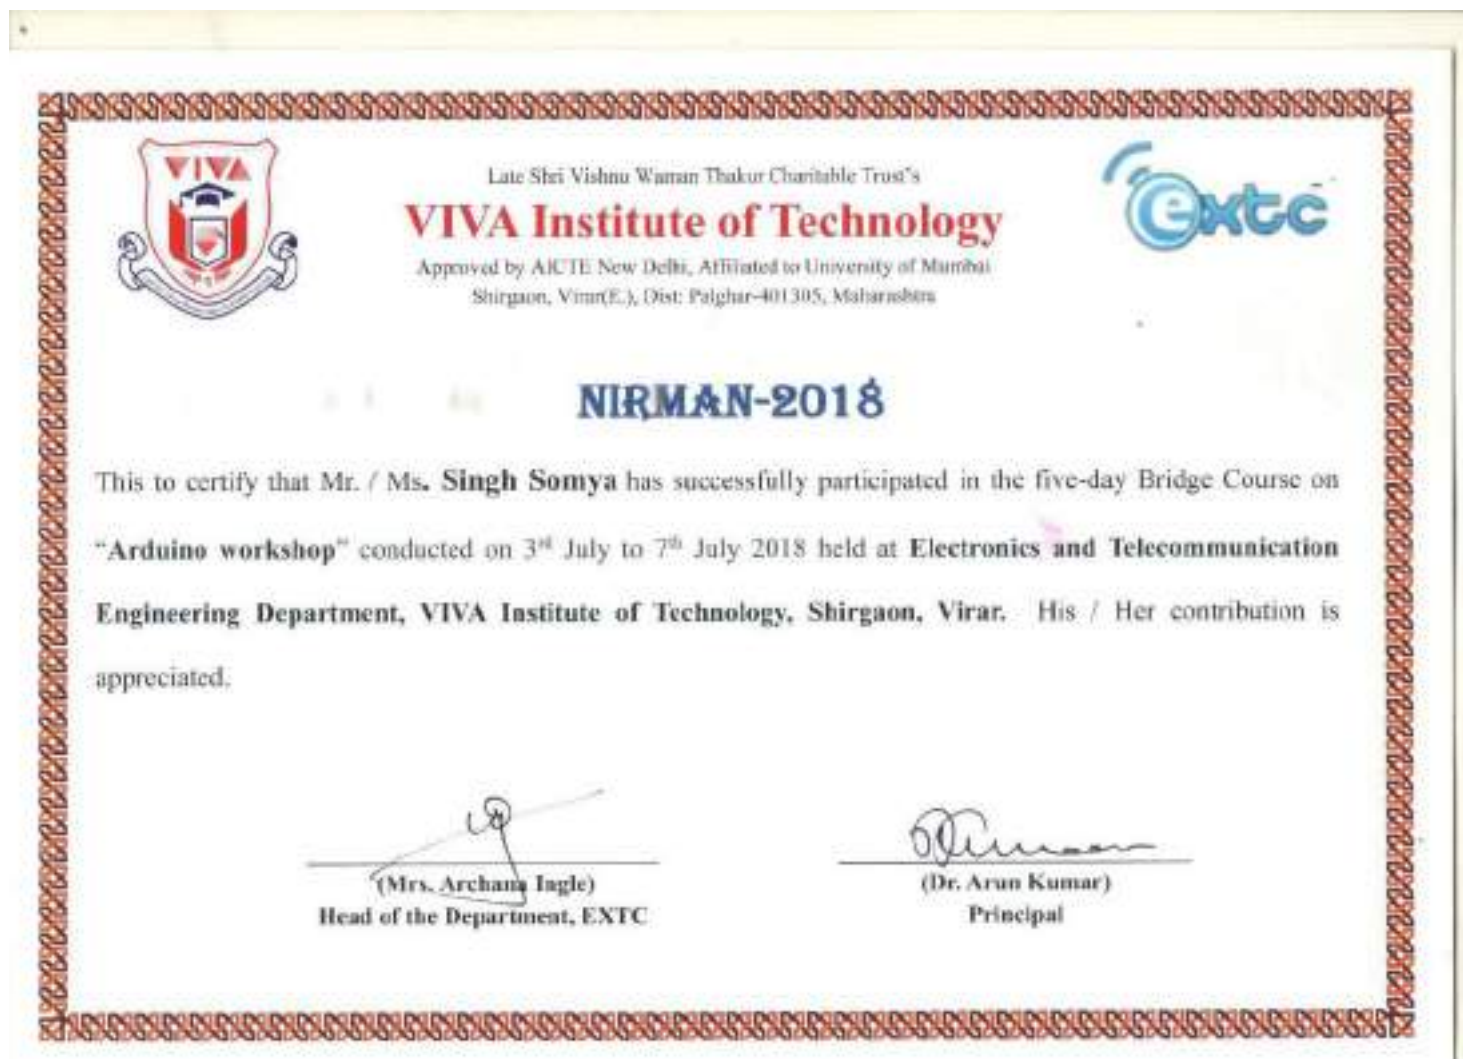 VIVA
extc
Late Shri Vishnu Waman Thakur Charitable Trust's
VIVA Institute of Technology
Approved by AICTE New Delhi, Affiliated to University of Mumbai
Shirgaon, Virar(E.), Dist: Palghar-401305, Maharashtra
NIRMAN-2018
This to certify that Mr. / Ms. Singh Somya has successfully participated in the five-day Bridge Course on
"Arduino workshop" conducted on 3rd July to 7th July 2018 held at Electronics and Telecommunication
Engineering Department, VIVA Institute of Technology, Shirgaon, Virar. His / Her contribution is
appreciated.
(Mrs. Archana Ingle)
Head of the Department, EXTC
(Dr. Arun Kumar)
Principal